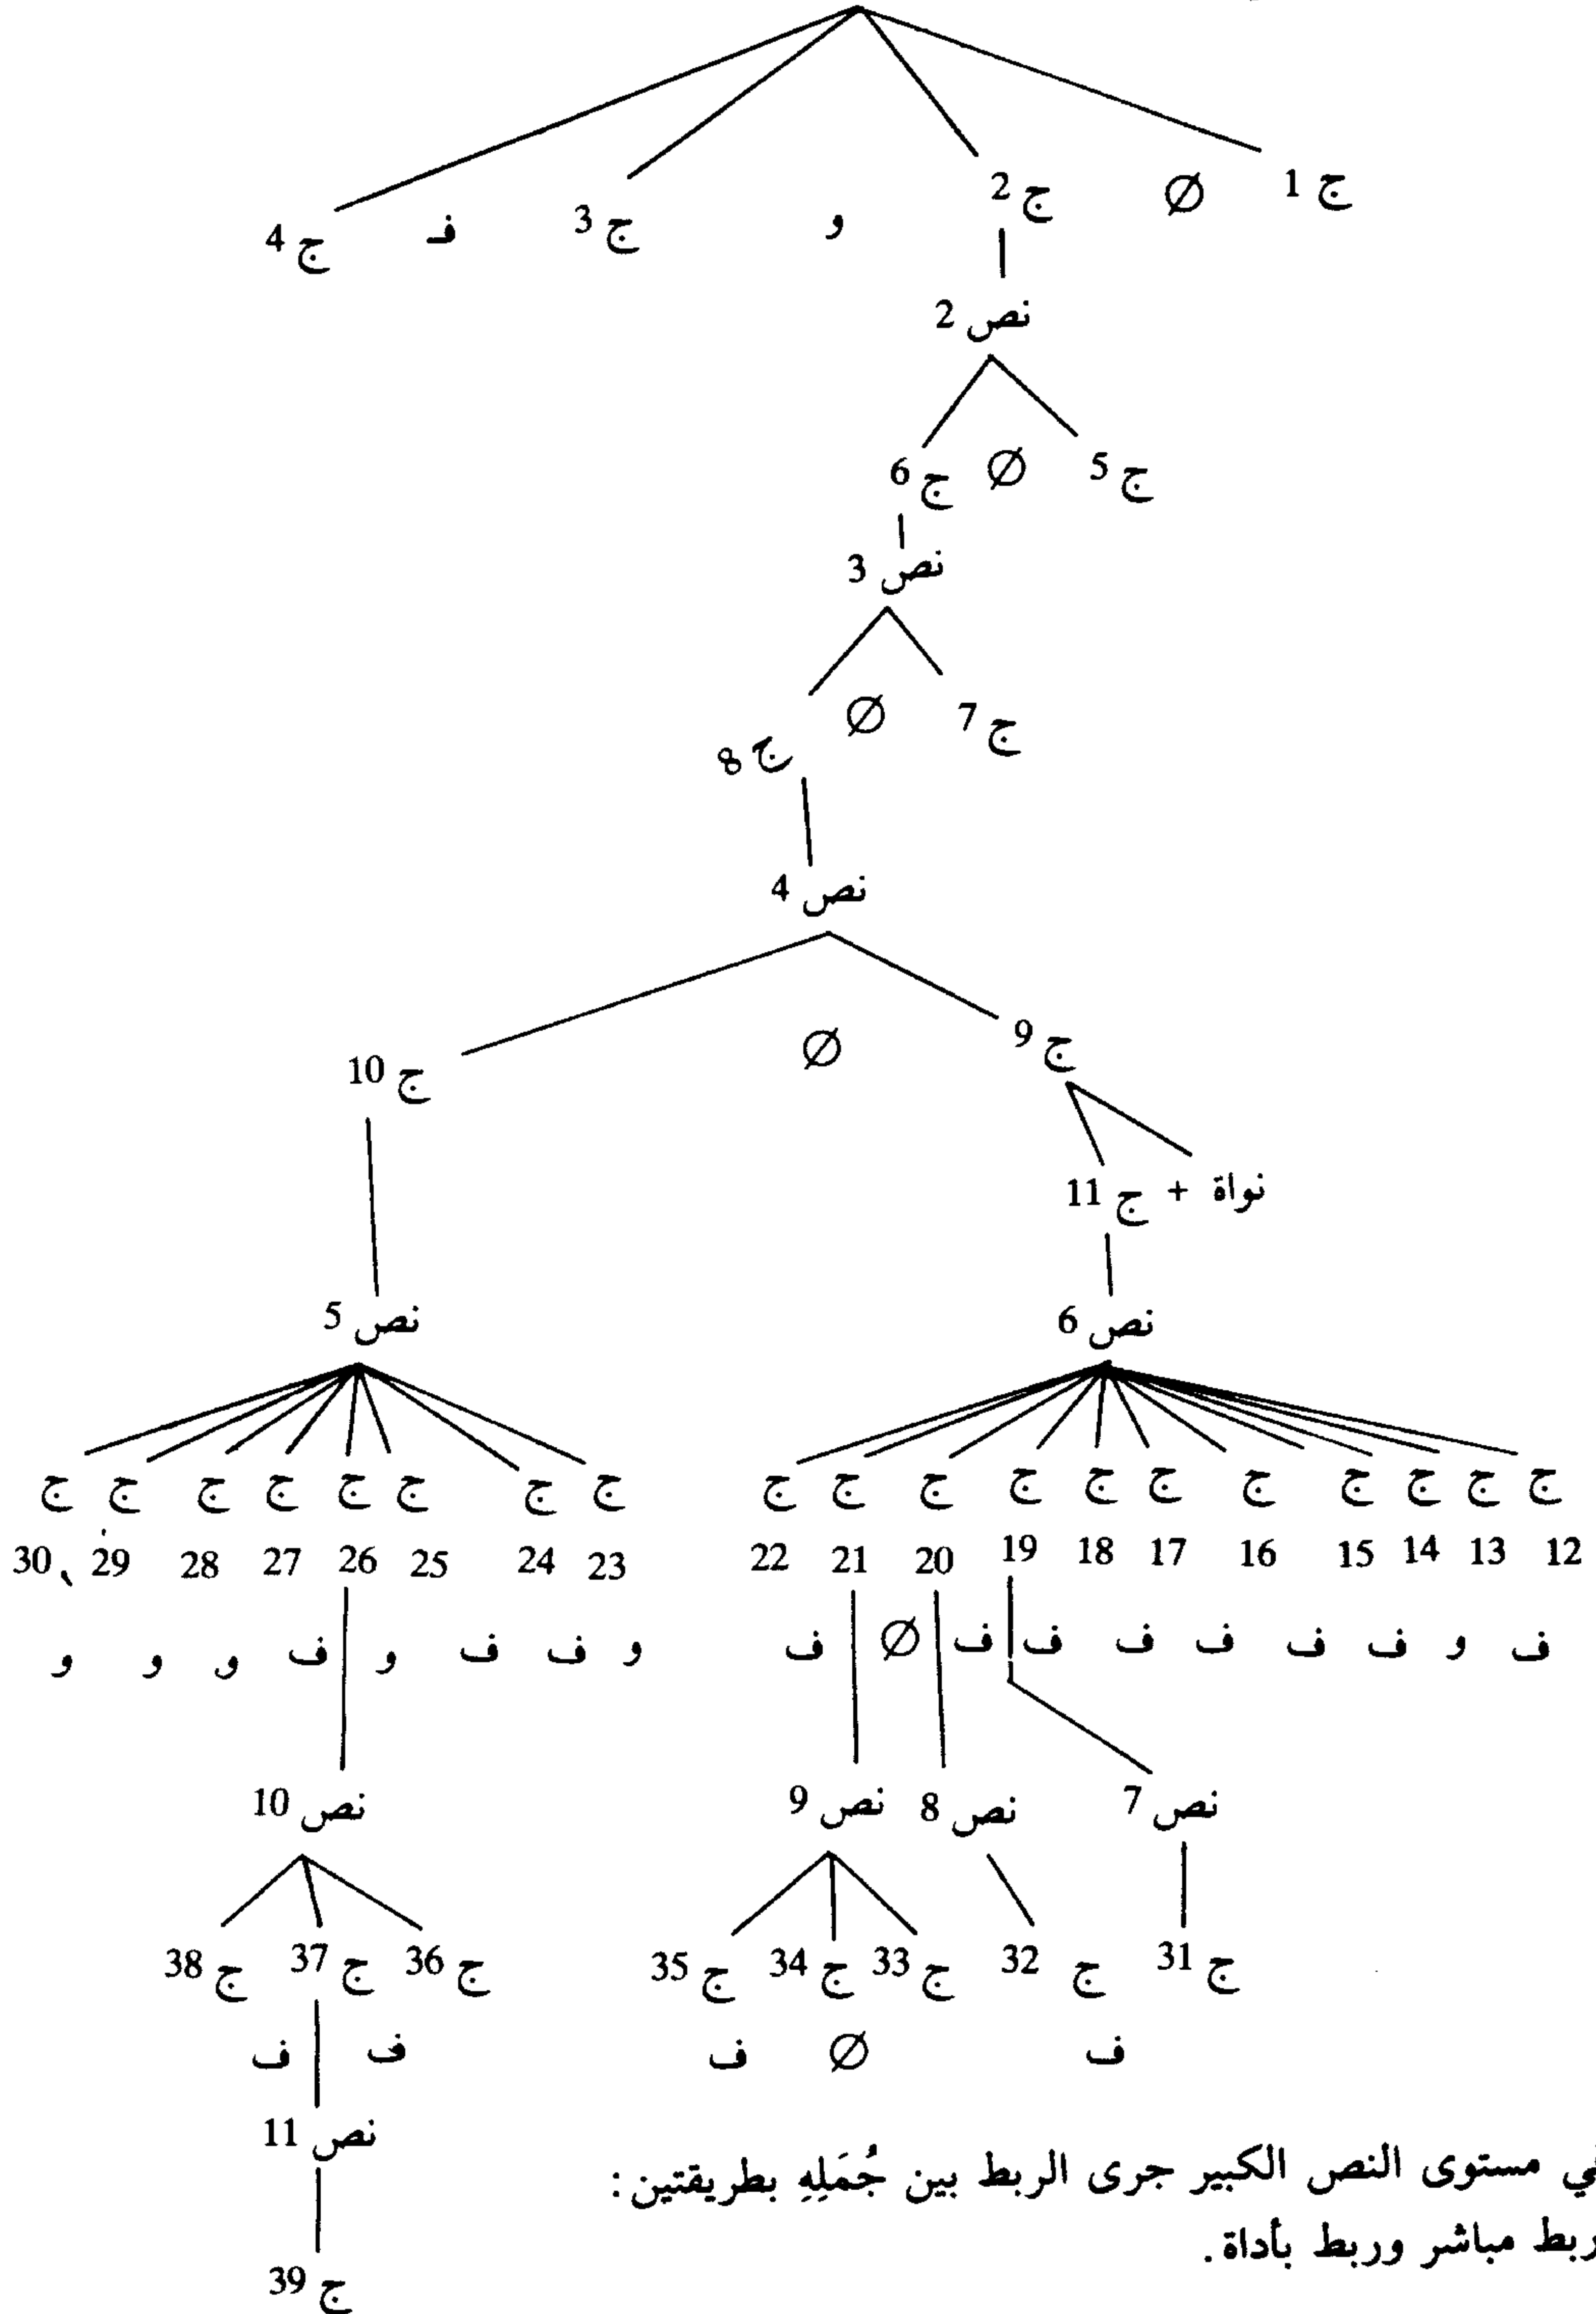 ج 1 Ø ج 2 و ج 3 فـ ج 4
نص 2
ج 5 Ø ج 6
نص 3
ج 7 Ø ج 8
نص 4
ج 9 Ø ج 10
نواة + ج 11
نص 6 نص 5
ج ج ج ج ج ج ج ج ج ج ج ج ج ج ج ج ج ج ج
12 13 14 15 16 17 18 19 20 21 22 23 24 25 26 27 28 29 30
ف و ف ف ف ف ف ف Ø ف و ف ف و ف و و و
نص 7 نص 8 نص 9 نص 10
ج 31 ج 32 ج 33 ج 34 ج 35 ج 36 ج 37 ج 38
ف Ø ف ف ف
نص 11
ج 39
في مستوى النص الكبير جرى الربط بين جُمَلِهِ بطريقتين:
ربط مباشر وربط بأداة.